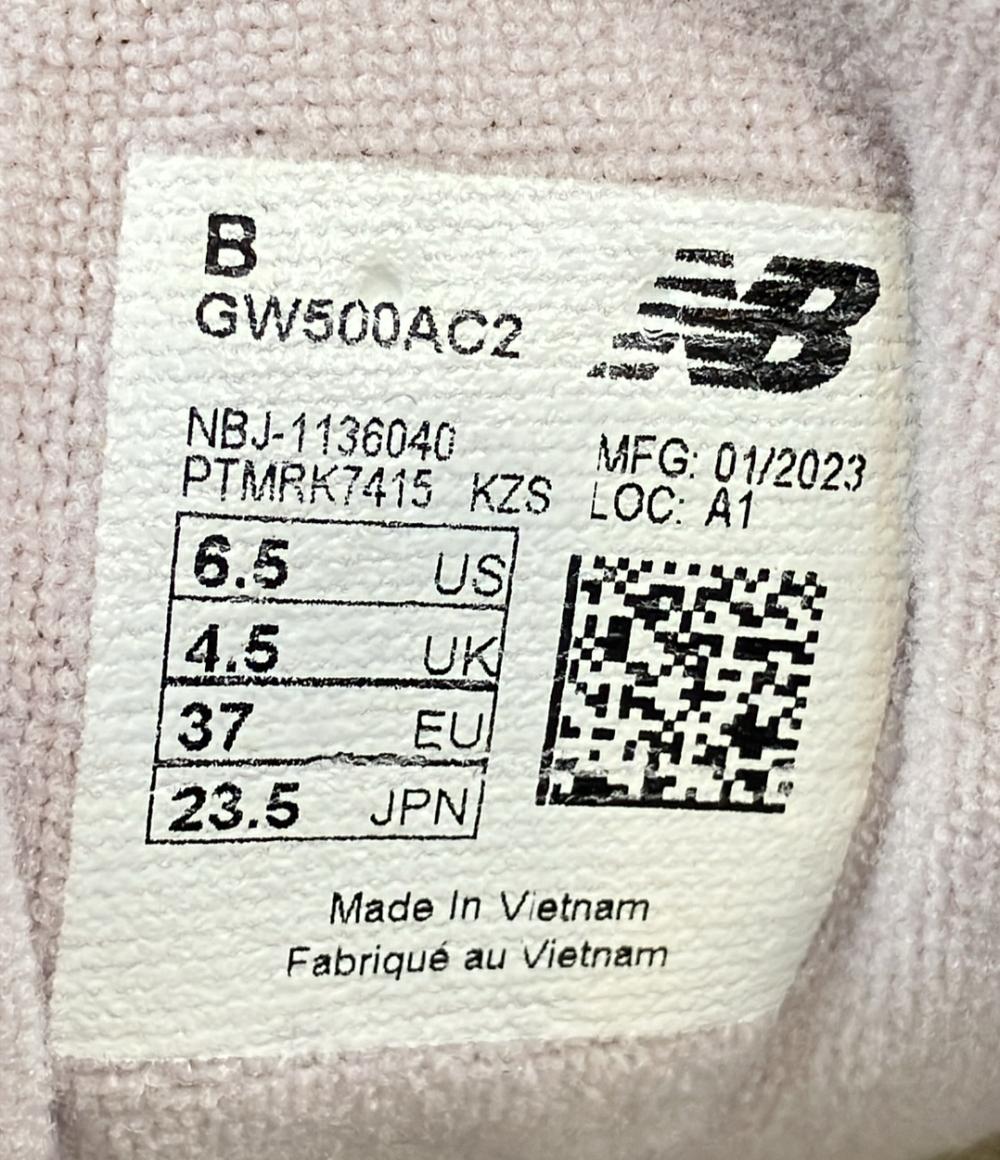 B
GW500AC2
NB
NBJ-1136040
PTMRK7415 KZS
MFG: 01/2023
LOC: A1
6.5 US
4.5 UK
37 EU
23.5 JPN
Made In Vietnam
Fabriqué au Vietnam